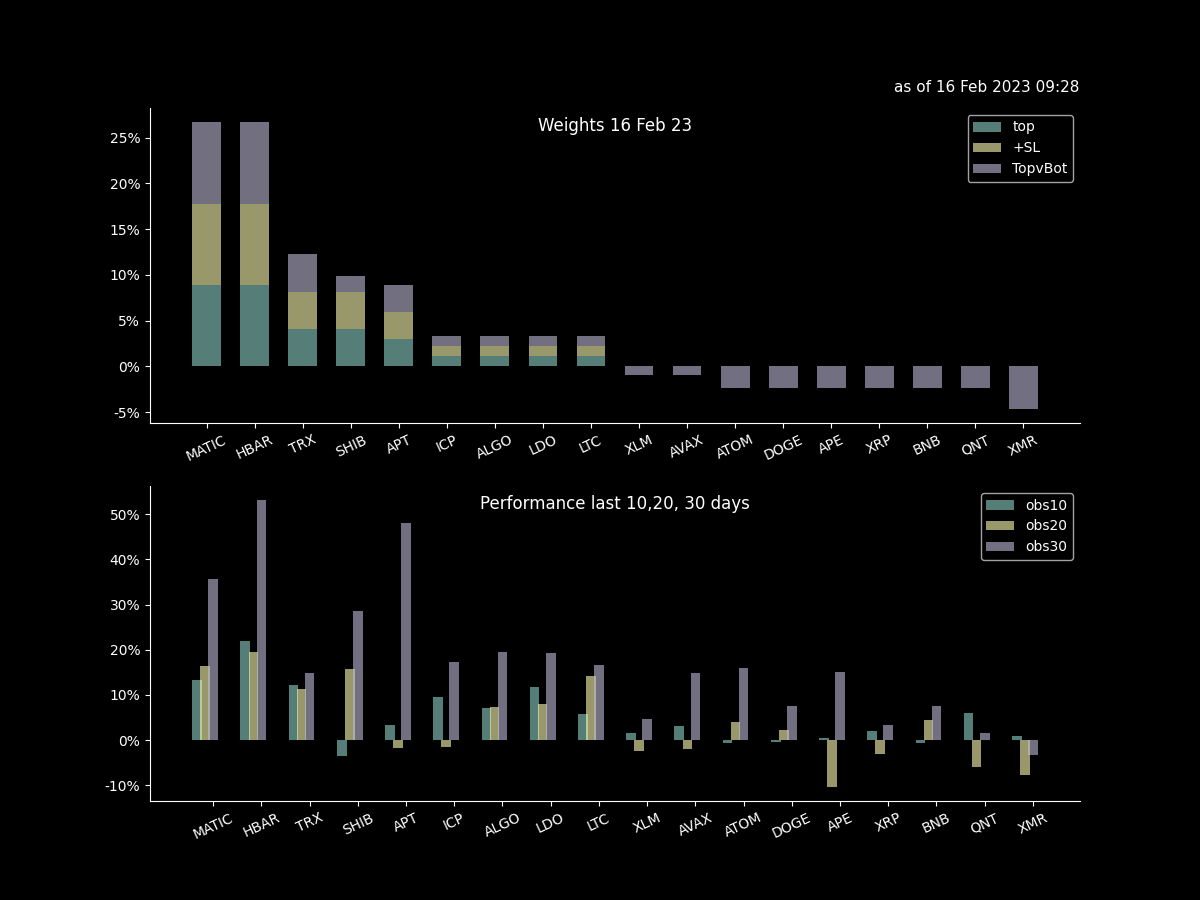 as of 16 Feb 2023 09:28
Weights 16 Feb 23
top
+SL
TopvBot
25%
20%
15%
10%
5%
0%
-5%
MATIC HBAR TRX SHIB APT ICP ALGO LDO LTC XLM AVAX ATOM DOGE APE XRP BNB QNT XMR
Performance last 10,20, 30 days
obs10
obs20
obs30
50%
40%
30%
20%
10%
0%
-10%
MATIC HBAR TRX SHIB APT ICP ALGO LDO LTC XLM AVAX ATOM DOGE APE XRP BNB QNT XMR